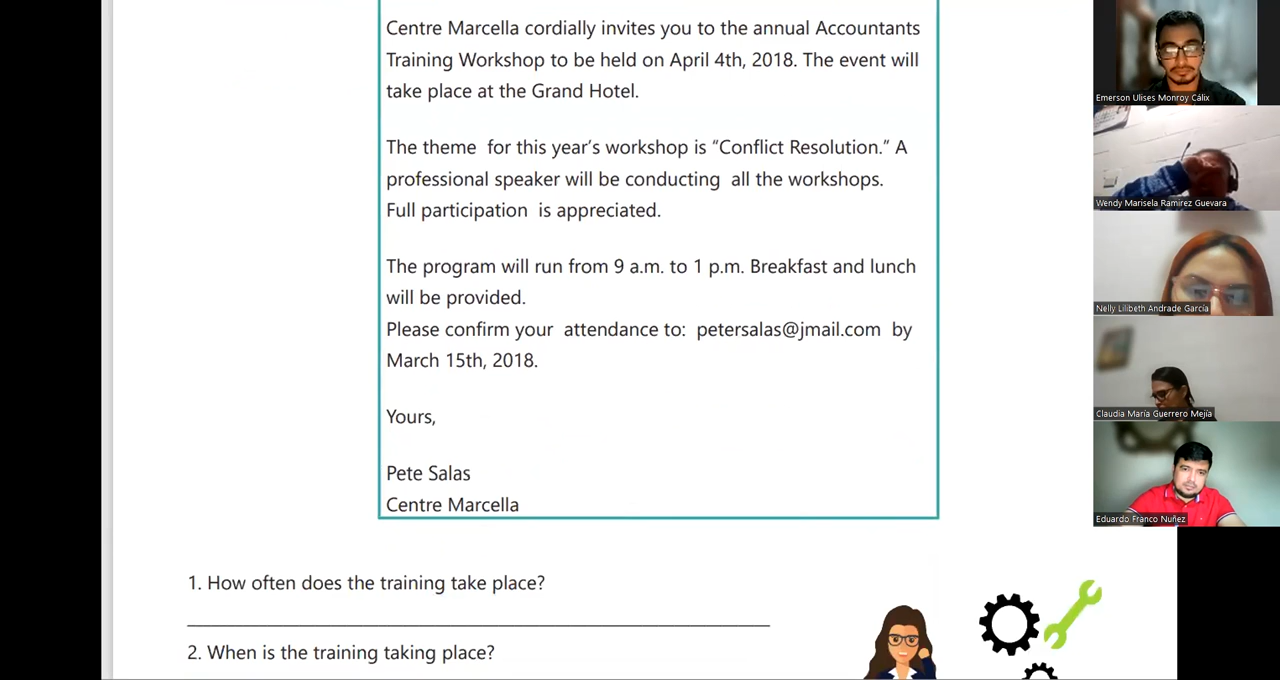 Centre Marcella cordially invites you to the annual Accountants
Training Workshop to be held on April 4th, 2018. The event will
take place at the Grand Hotel.
The theme for this year's workshop is “Conflict Resolution.” A
professional speaker will be conducting all the workshops.
Full participation is appreciated.
The program will run from 9 a.m. to 1 p.m. Breakfast and lunch
will be provided.
Please confirm your attendance to: petersalas@jmail.com by
March 15th, 2018.
Yours,
Pete Salas
Centre Marcella
1. How often does the training take place?
2. When is the training taking place?
Emerson Ulises Monroy Cálix
Wendy Marisela Ramirez Guevara
Nelly Lilibeth Andrade García
Claudia María Guerrero Mejía
Eduardo Franco Nuñez